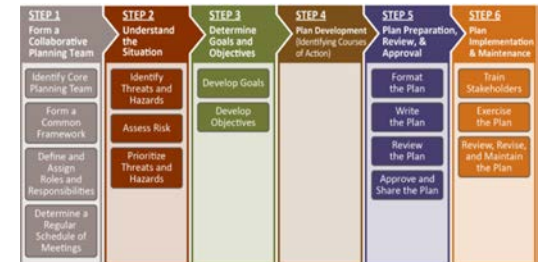 STEP 1
Form a
Collaborative
Planning Team
Identify Core
Planning Team
Form a
Common
Framework
Define and
Assign
Roles and
Responsibilities
Determine a
Regular
Schedule of
Meetings
STEP 2
Understand
the
Situation
Identify
Threats and
Hazards
Assess Risk
Prioritize
Threats and
Hazards
STEP 3
Determine
Goals and
Objectives
Develop Goals
Develop
Objectives
STEP 4
Plan Development
(Identifying Courses
of Action)
STEP 5
Plan Preparation,
Review, &
Approval
Format
the Plan
Write
the Plan
Review
the Plan
Approve and
Share the Plan
STEP 6
Plan
Implementation
& Maintenance
Train
Stakeholders
Exercise
the Plan
Review, Revise,
and Maintain
the Plan